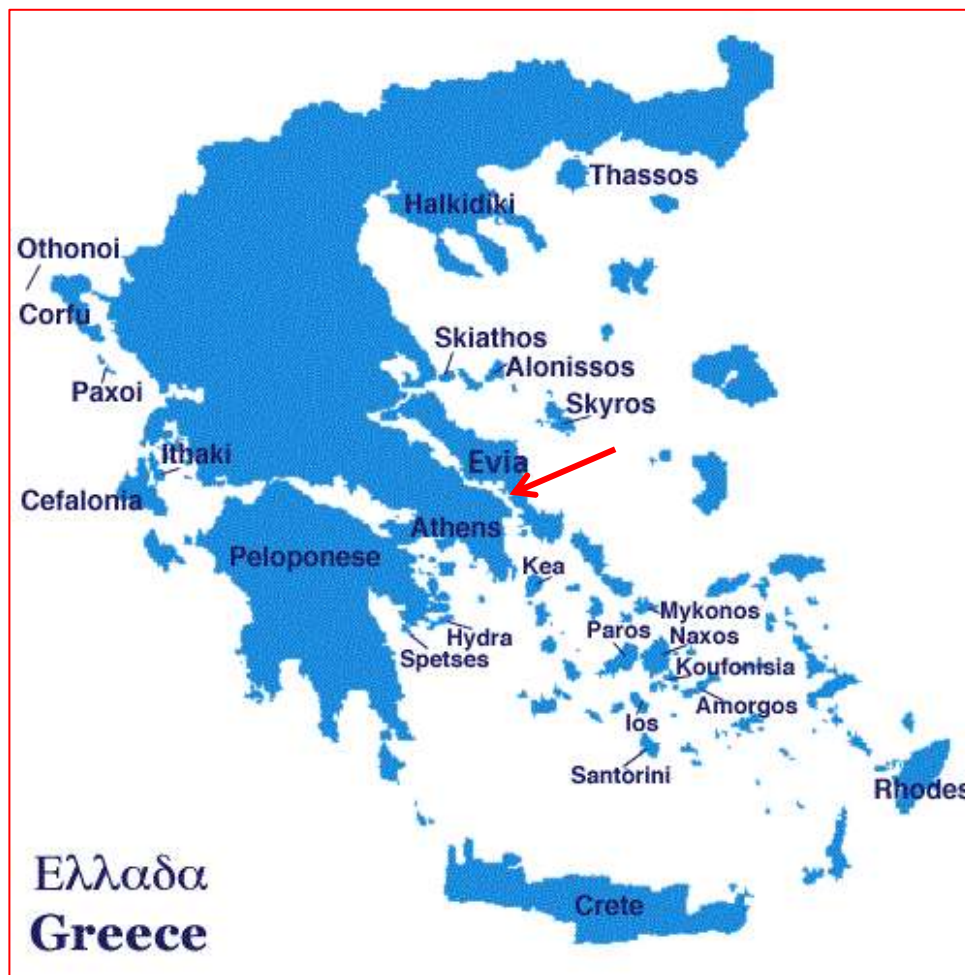 Thassos
Halkidiki
Othonoi
Corfu
Skiathos
Alonissos
Paxoi
Skyros
Ithaki
Evia
Cefalonia
Athens
Peloponese
Kea
Mykonos
Paros
Naxos
Hydra
Spetses
Koufonisia
Amorgos
Ios
Santorini
Rhodes
Ελλαδα
Crete
Greece